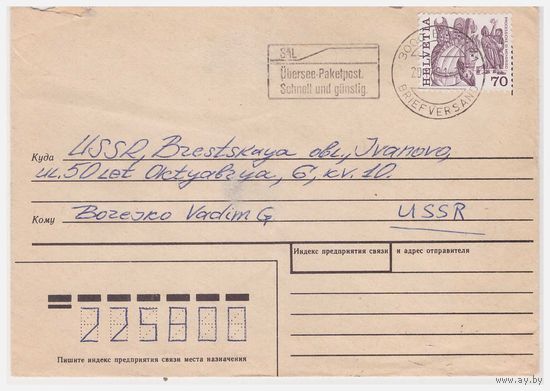 SAL
Übersee-Paketpost.
Schnell und günstig.
HELVETIA
70
3000
BRIEFVERSAND
Куда USSR, Brestskaya obl., Ivanovo,
ul. 50 let Oktyabrya, 6, kv. 10.
Кому Bozejko Vadim G
USSR
Индекс предприятия связи и адрес отправителя
225800
Пишите индекс предприятия связи места назначения
www.ay.by